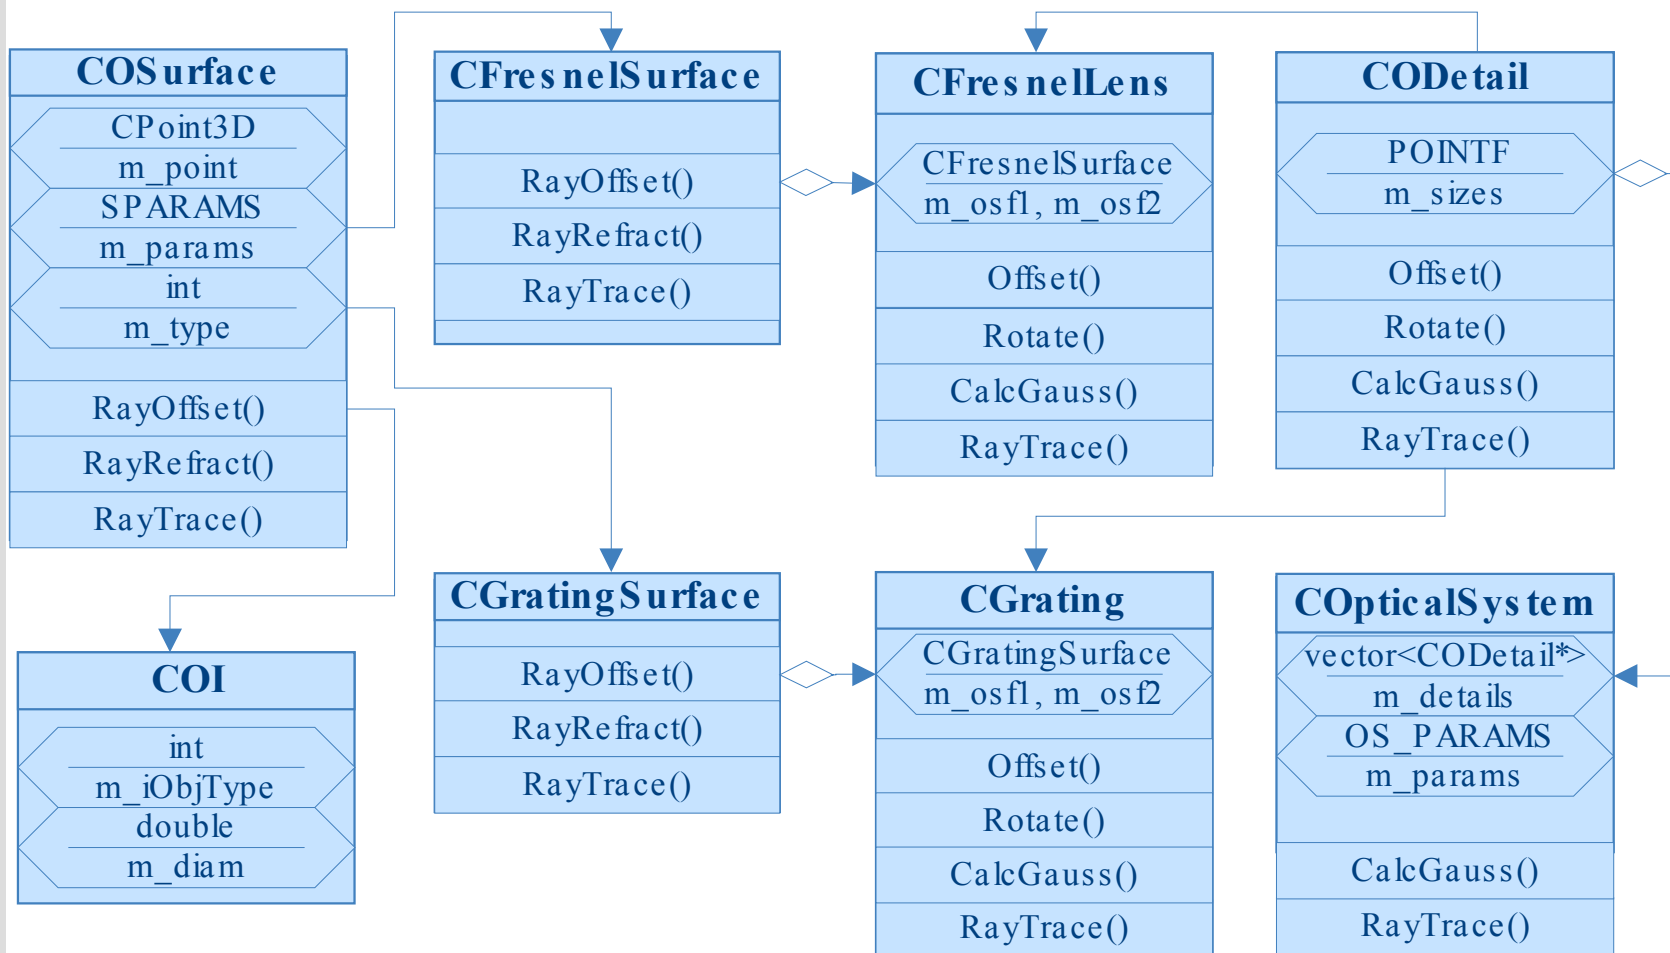 COSurface
CPoint3D
m_point
SPARAMS
m_params
int
m_type
RayOffset()
RayRefract()
RayTrace()
COI
int
m_iObjType
double
m_diam
CFresnelSurface
RayOffset()
RayRefract()
RayTrace()
CGratingSurface
RayOffset()
RayRefract()
RayTrace()
CFresnelLens
CFresnelSurface
m_osf1, m_osf2
Offset()
Rotate()
CalcGauss()
RayTrace()
CGrating
CGratingSurface
m_osf1, m_osf2
Offset()
Rotate()
CalcGauss()
RayTrace()
CODetail
POINTF
m_sizes
Offset()
Rotate()
CalcGauss()
RayTrace()
COpticalSystem
vector<CODetail*>
m_details
OS_PARAMS
m_params
CalcGauss()
RayTrace()